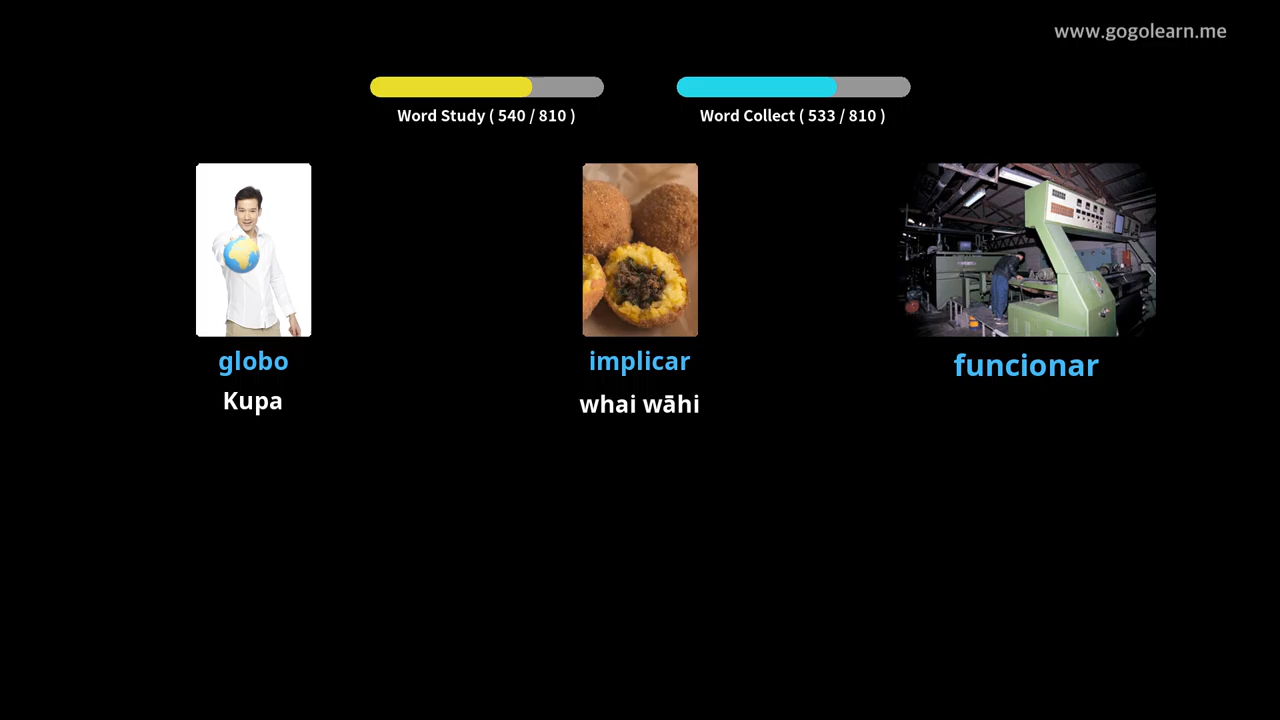 www.gogolearn.me
Word Study ( 540 / 810 )
Word Collect ( 533 / 810 )
globo
implicar
funcionar
Kupa
whai wāhi